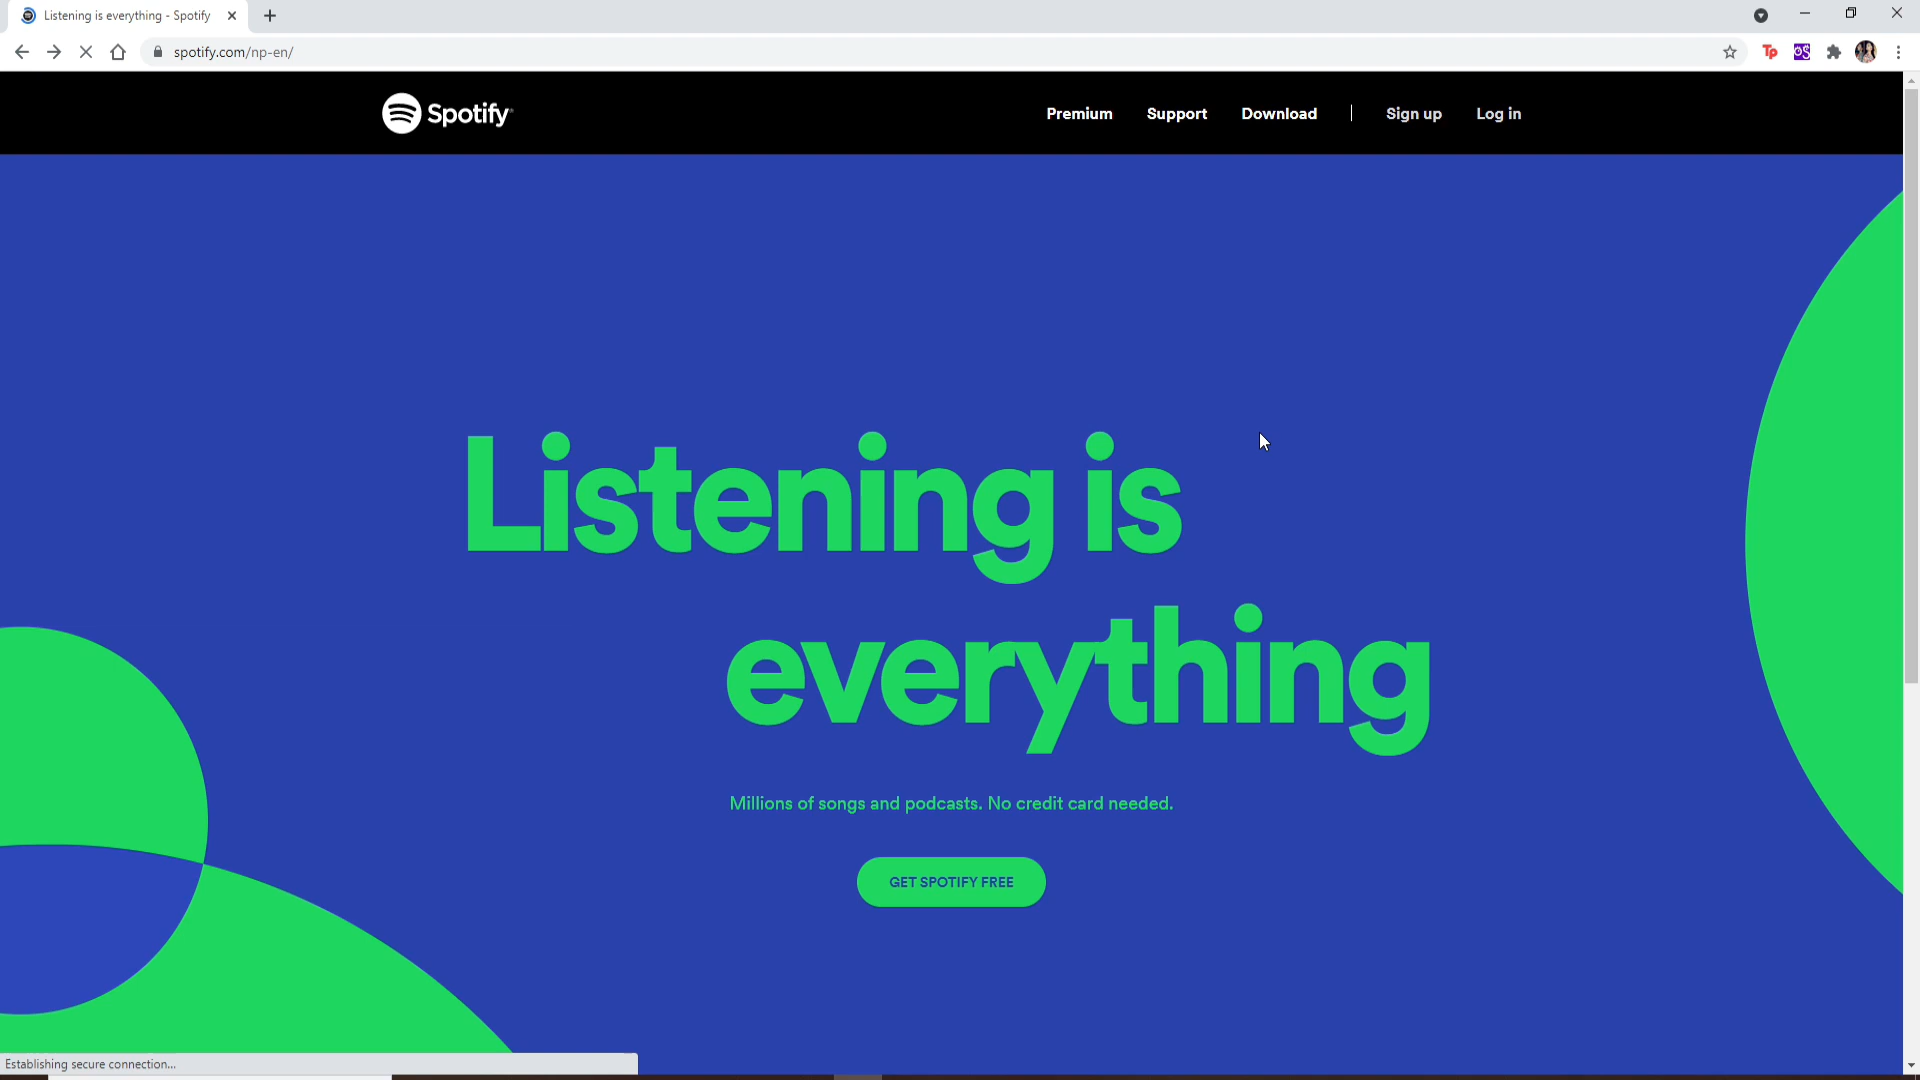 Listening is everything - Spotify
spotify.com/np-en/
Tp
Spotify
Premium
Support
Download
Sign up
Log in
Listening is
everything
Millions of songs and podcasts. No credit card needed.
GET SPOTIFY FREE
Establishing secure connection...